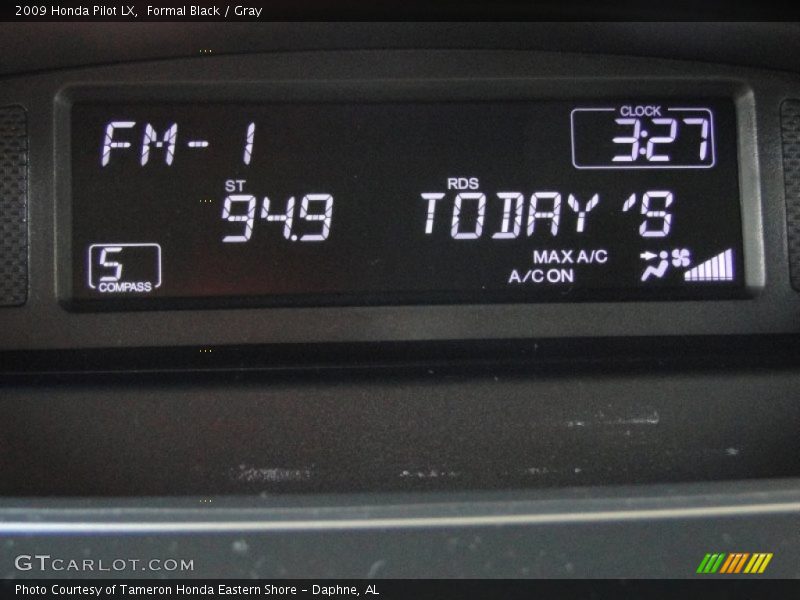 2009 Honda Pilot LX,  Formal Black / Gray
FM-1
CLOCK
3:27
ST
94.9
RDS
TODAY'S
S
COMPASS
MAX A/C
A/C ON
GTCARLOT.COM
Photo Courtesy of Tameron Honda Eastern Shore - Daphne, AL